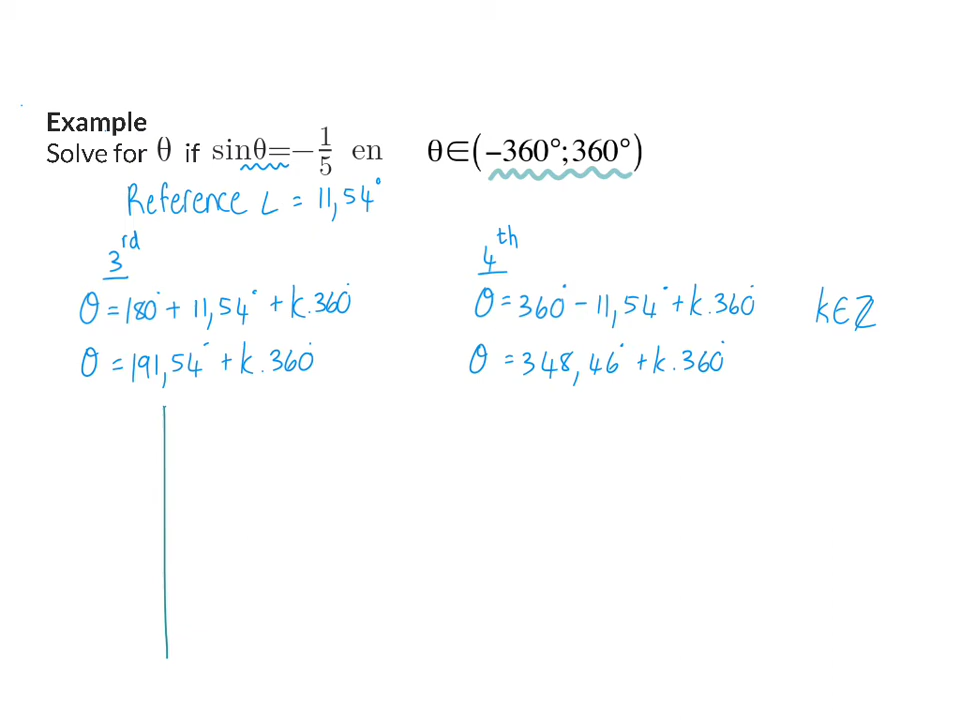 Example
Solve for θ if sinθ=−1/5 en θ∈(−360°;360°)
Reference ∠ = 11,54°
3rd
θ = 180° + 11,54° + k.360°
θ = 191,54° + k.360°
4th
θ = 360° − 11,54° + k.360° k∈ℤ
θ = 348,46° + k.360°